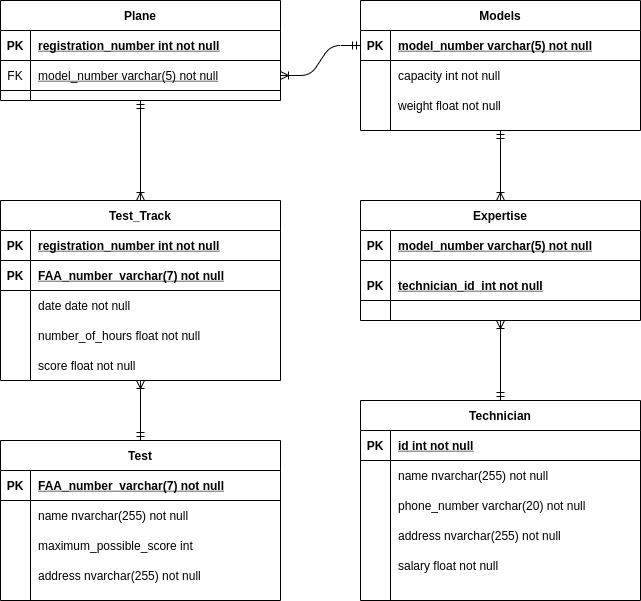 Plane
PK registration_number int not null
FK model_number varchar(5) not null
Models
PK model_number varchar(5) not null
capacity int not null
weight float not null
Test_Track
PK registration_number int not null
PK FAA_number varchar(7) not null
date date not null
number_of_hours float not null
score float not null
Expertise
PK model_number varchar(5) not null
PK technician_id int not null
Test
PK FAA_number varchar(7) not null
name nvarchar(255) not null
maximum_possible_score int
address nvarchar(255) not null
Technician
PK id int not null
name nvarchar(255) not null
phone_number varchar(20) not null
address nvarchar(255) not null
salary float not null